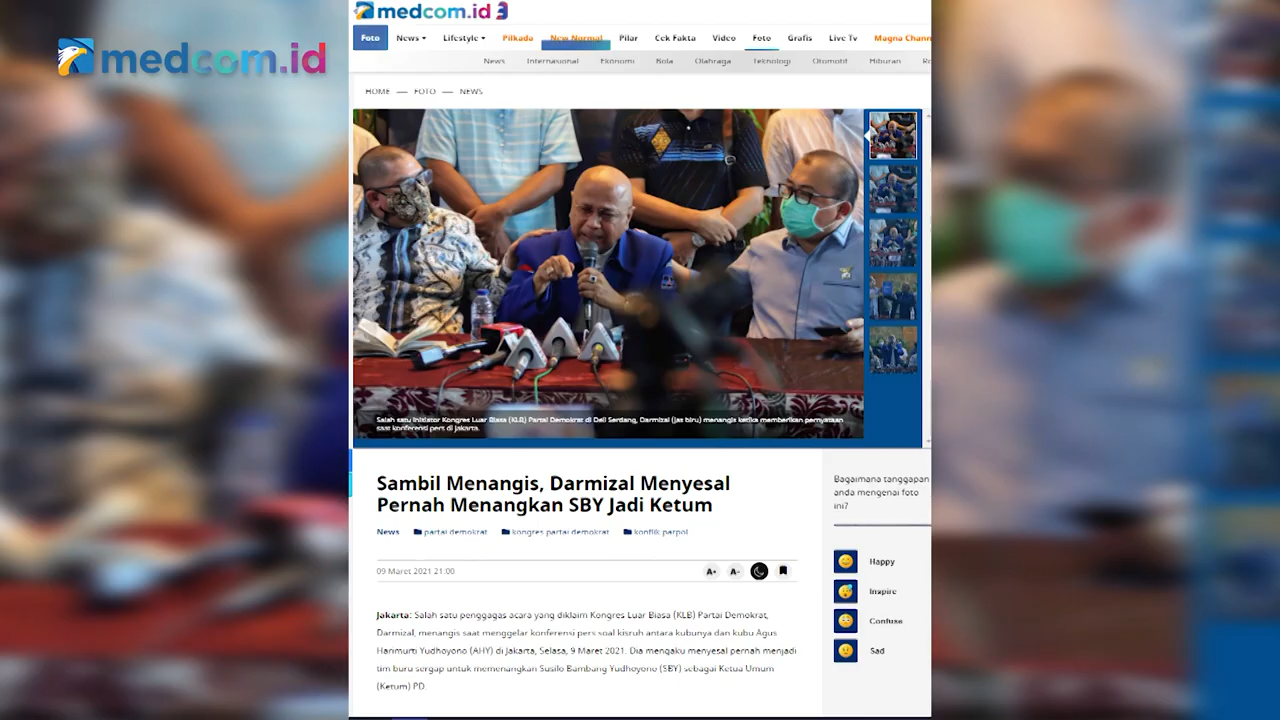 medcom.id
medcom.id
Foto News Lifestyle Pilkada New Normal Pilar Cek Fakta Video Foto Grafis Live Tv Magna Chann
News Internasional Ekonomi Bola Olahraga Teknologi Otomotif Hiburan
HOME — FOTO — NEWS
Salah satu inisiator Kongres Luar Biasa (KLB) Partai Demokrat di Deli Serdang, Darmizal (jas biru) menangis ketika memberikan pernyataan
saat konferensi pers di Jakarta.
Sambil Menangis, Darmizal Menyesal
Pernah Menangkan SBY Jadi Ketum
News partai demokrat kongres partai demokrat konflik parpol
09 Maret 2021 21:00
A+ A-
Jakarta: Salah satu penggagas acara yang diklaim Kongres Luar Biasa (KLB) Partai Demokrat,
Darmizal, menangis saat menggelar konferensi pers soal kisruh antara kubunya dan kubu Agus
Harimurti Yudhoyono (AHY) di Jakarta, Selasa, 9 Maret 2021. Dia mengaku menyesal pernah menjadi
tim buru sergap untuk memenangkan Susilo Bambang Yudhoyono (SBY) sebagai Ketua Umum
(Ketum) PD.
Bagaimana tanggapan
anda mengenai foto
ini?
Happy
Inspire
Confuse
Sad